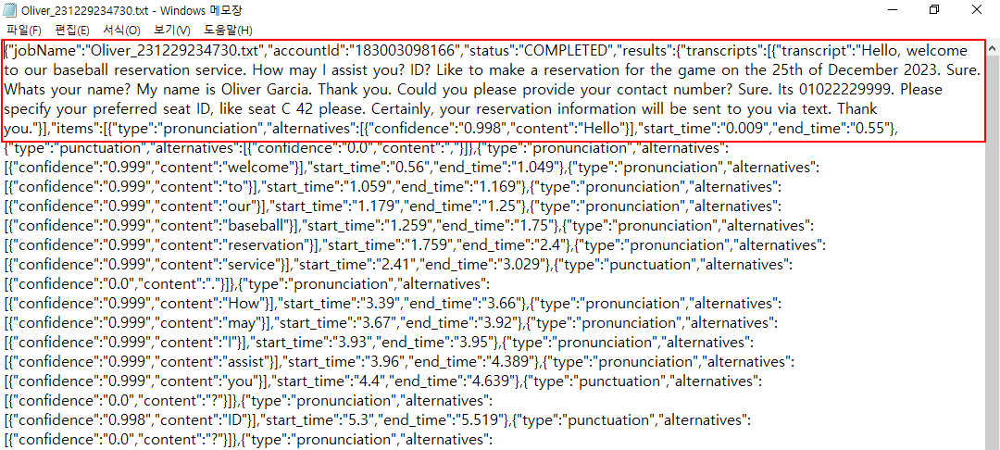 Oliver_231229234730.txt - Windows 메모장
파일(F) 편집(E) 서식(O) 보기(V) 도움말(H)
{"jobName":"Oliver_231229234730.txt","accountId":"183003098166","status":"COMPLETED","results":{"transcripts":[{"transcript":"Hello, welcome
to our baseball reservation service. How may I assist you? ID? Like to make a reservation for the game on the 25th of December 2023. Sure.
Whats your name? My name is Oliver Garcia. Thank you. Could you please provide your contact number? Sure. Its 01022229999. Please
specify your preferred seat ID, like seat C 42 please. Certainly, your reservation information will be sent to you via text. Thank
you."}],"items":[{"type":"pronunciation","alternatives":[{"confidence":"0.998","content":"Hello"}],"start_time":"0.009","end_time":"0.55"},
{"type":"punctuation","alternatives":[{"confidence":"0.0","content":","}]},{"type":"pronunciation","alternatives":
[{"confidence":"0.999","content":"welcome"}],"start_time":"0.56","end_time":"1.049"},{"type":"pronunciation","alternatives":
[{"confidence":"0.999","content":"to"}],"start_time":"1.059","end_time":"1.169"},{"type":"pronunciation","alternatives":
[{"confidence":"0.999","content":"our"}],"start_time":"1.179","end_time":"1.25"},{"type":"pronunciation","alternatives":
[{"confidence":"0.999","content":"baseball"}],"start_time":"1.259","end_time":"1.75"},{"type":"pronunciation","alternatives":
[{"confidence":"0.999","content":"reservation"}],"start_time":"1.759","end_time":"2.4"},{"type":"pronunciation","alternatives":
[{"confidence":"0.999","content":"service"}],"start_time":"2.41","end_time":"3.029"},{"type":"punctuation","alternatives":
[{"confidence":"0.0","content":"."}]},{"type":"pronunciation","alternatives":
[{"confidence":"0.999","content":"How"}],"start_time":"3.39","end_time":"3.66"},{"type":"pronunciation","alternatives":
[{"confidence":"0.999","content":"may"}],"start_time":"3.67","end_time":"3.92"},{"type":"pronunciation","alternatives":
[{"confidence":"0.999","content":"I"}],"start_time":"3.93","end_time":"3.95"},{"type":"pronunciation","alternatives":
[{"confidence":"0.999","content":"assist"}],"start_time":"3.96","end_time":"4.389"},{"type":"pronunciation","alternatives":
[{"confidence":"0.999","content":"you"}],"start_time":"4.4","end_time":"4.639"},{"type":"punctuation","alternatives":
[{"confidence":"0.0","content":"?"}]},{"type":"pronunciation","alternatives":
[{"confidence":"0.998","content":"ID"}],"start_time":"5.3","end_time":"5.519"},{"type":"punctuation","alternatives":
[{"confidence":"0.0","content":"?"}]},{"type":"pronunciation","alternatives":